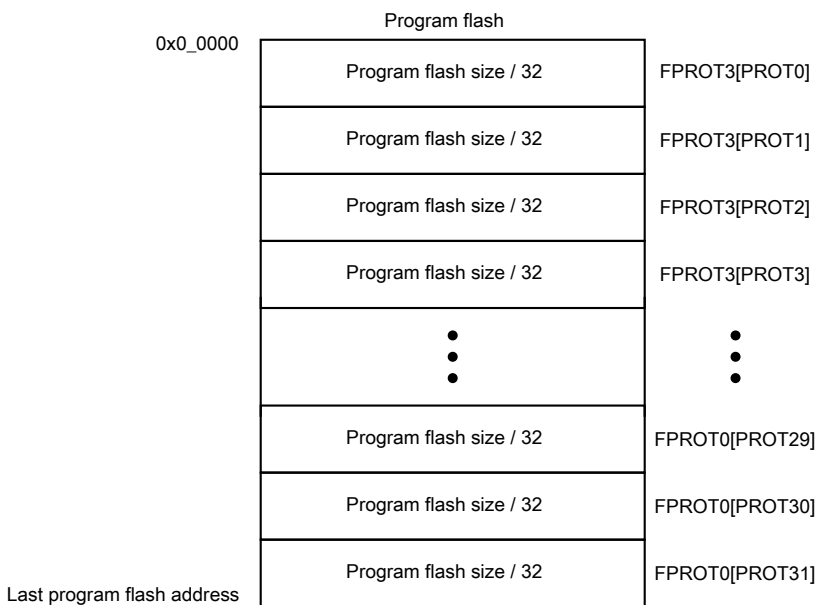 Program flash
0x0_0000
Program flash size / 32 FPROT3[PROT0]
Program flash size / 32 FPROT3[PROT1]
Program flash size / 32 FPROT3[PROT2]
Program flash size / 32 FPROT3[PROT3]
Program flash size / 32 FPROT0[PROT29]
Program flash size / 32 FPROT0[PROT30]
Program flash size / 32 FPROT0[PROT31]
Last program flash address